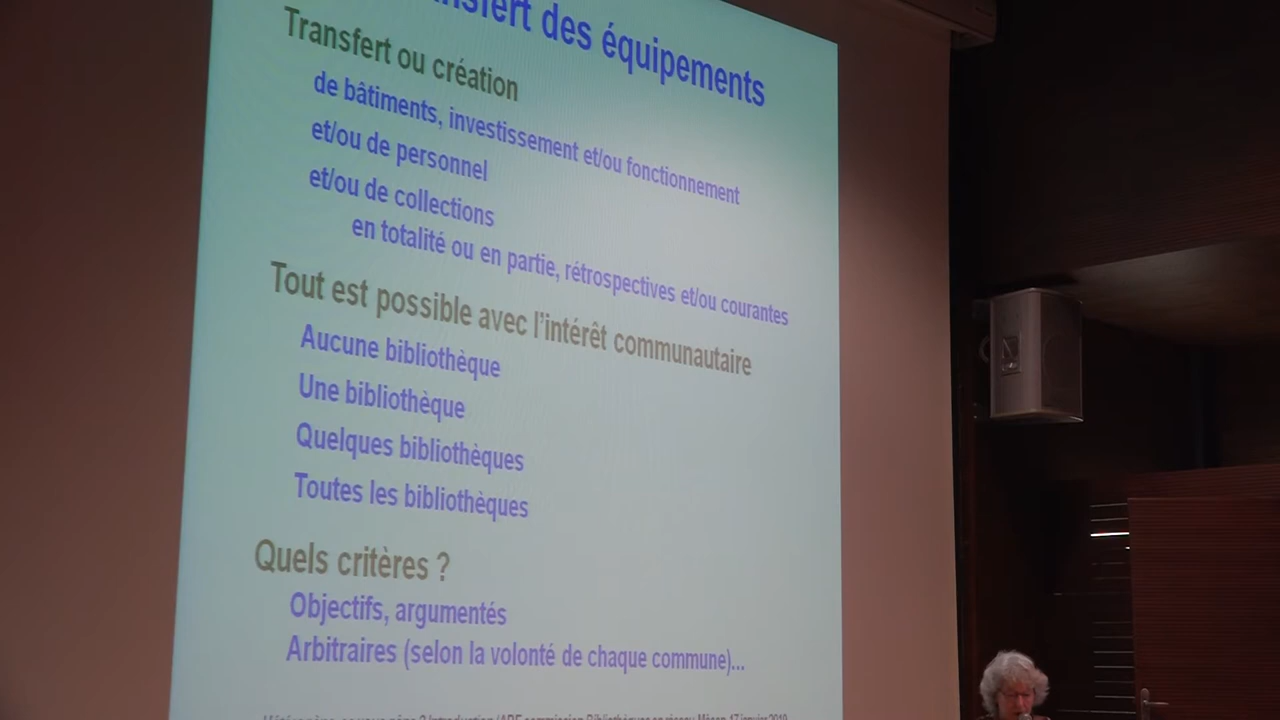 des équipements
Transfert ou création
de bâtiments, investissement et/ou fonctionnement
et/ou de personnel
et/ou de collections
en totalité ou en partie, rétrospectives et/ou courantes
Tout est possible avec l'intérêt communautaire
Aucune bibliothèque
Une bibliothèque
Quelques bibliothèques
Toutes les bibliothèques
Quels critères ?
Objectifs, argumentés
Arbitraires (selon la volonté de chaque commune)...